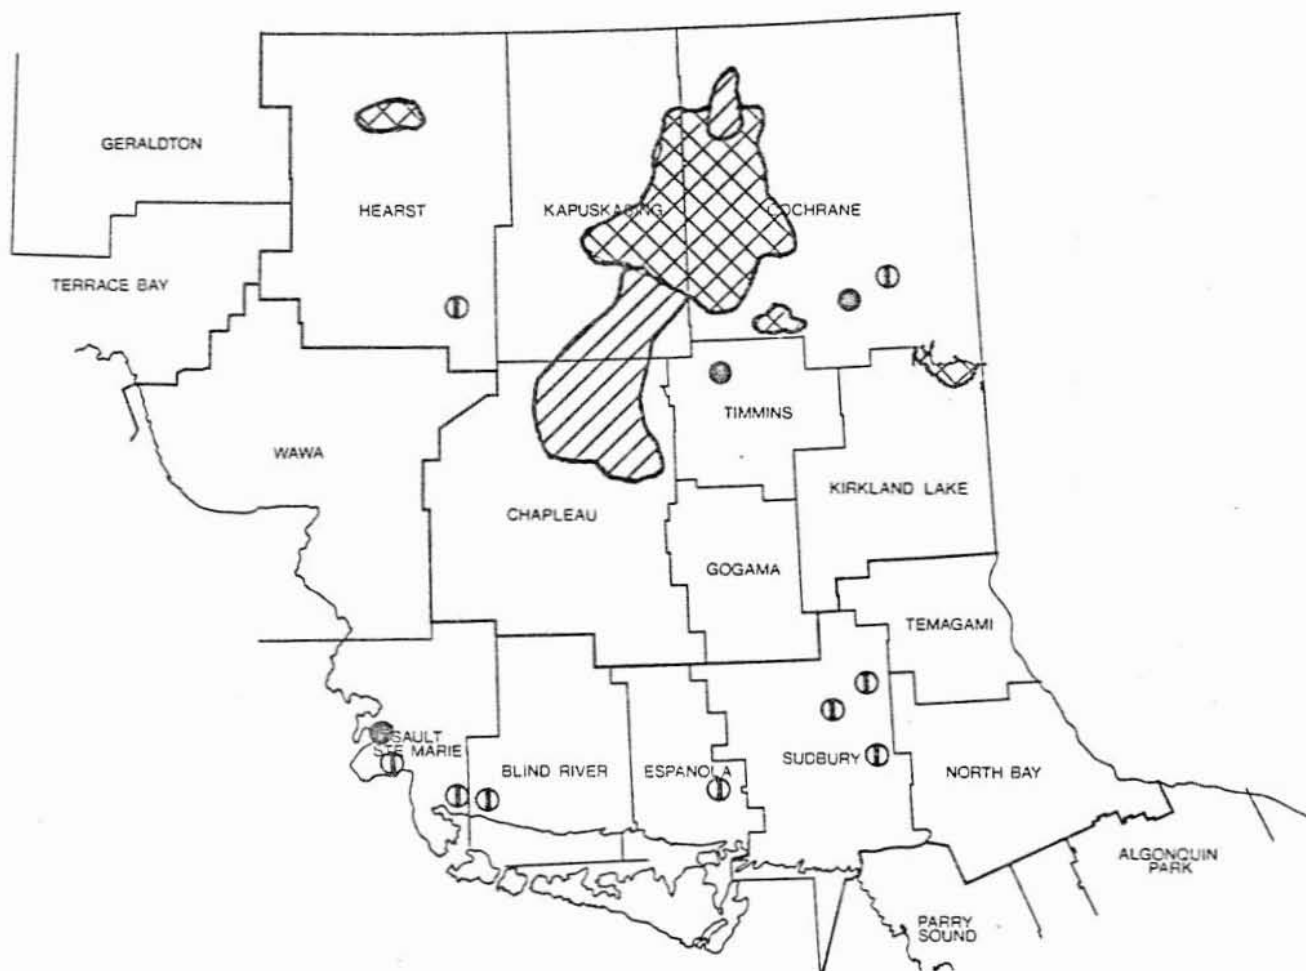 GERALDTON
HEARST
KAPUSKASING
COCHRANE
TERRACE BAY
TIMMINS
WAWA
KIRKLAND LAKE
CHAPLEAU
GOGAMA
TEMAGAMI
SAULT
STE MARIE
BLIND RIVER
ESPANOLA
SUDBURY
NORTH BAY
ALGONQUIN
PARK
PARRY
SOUND